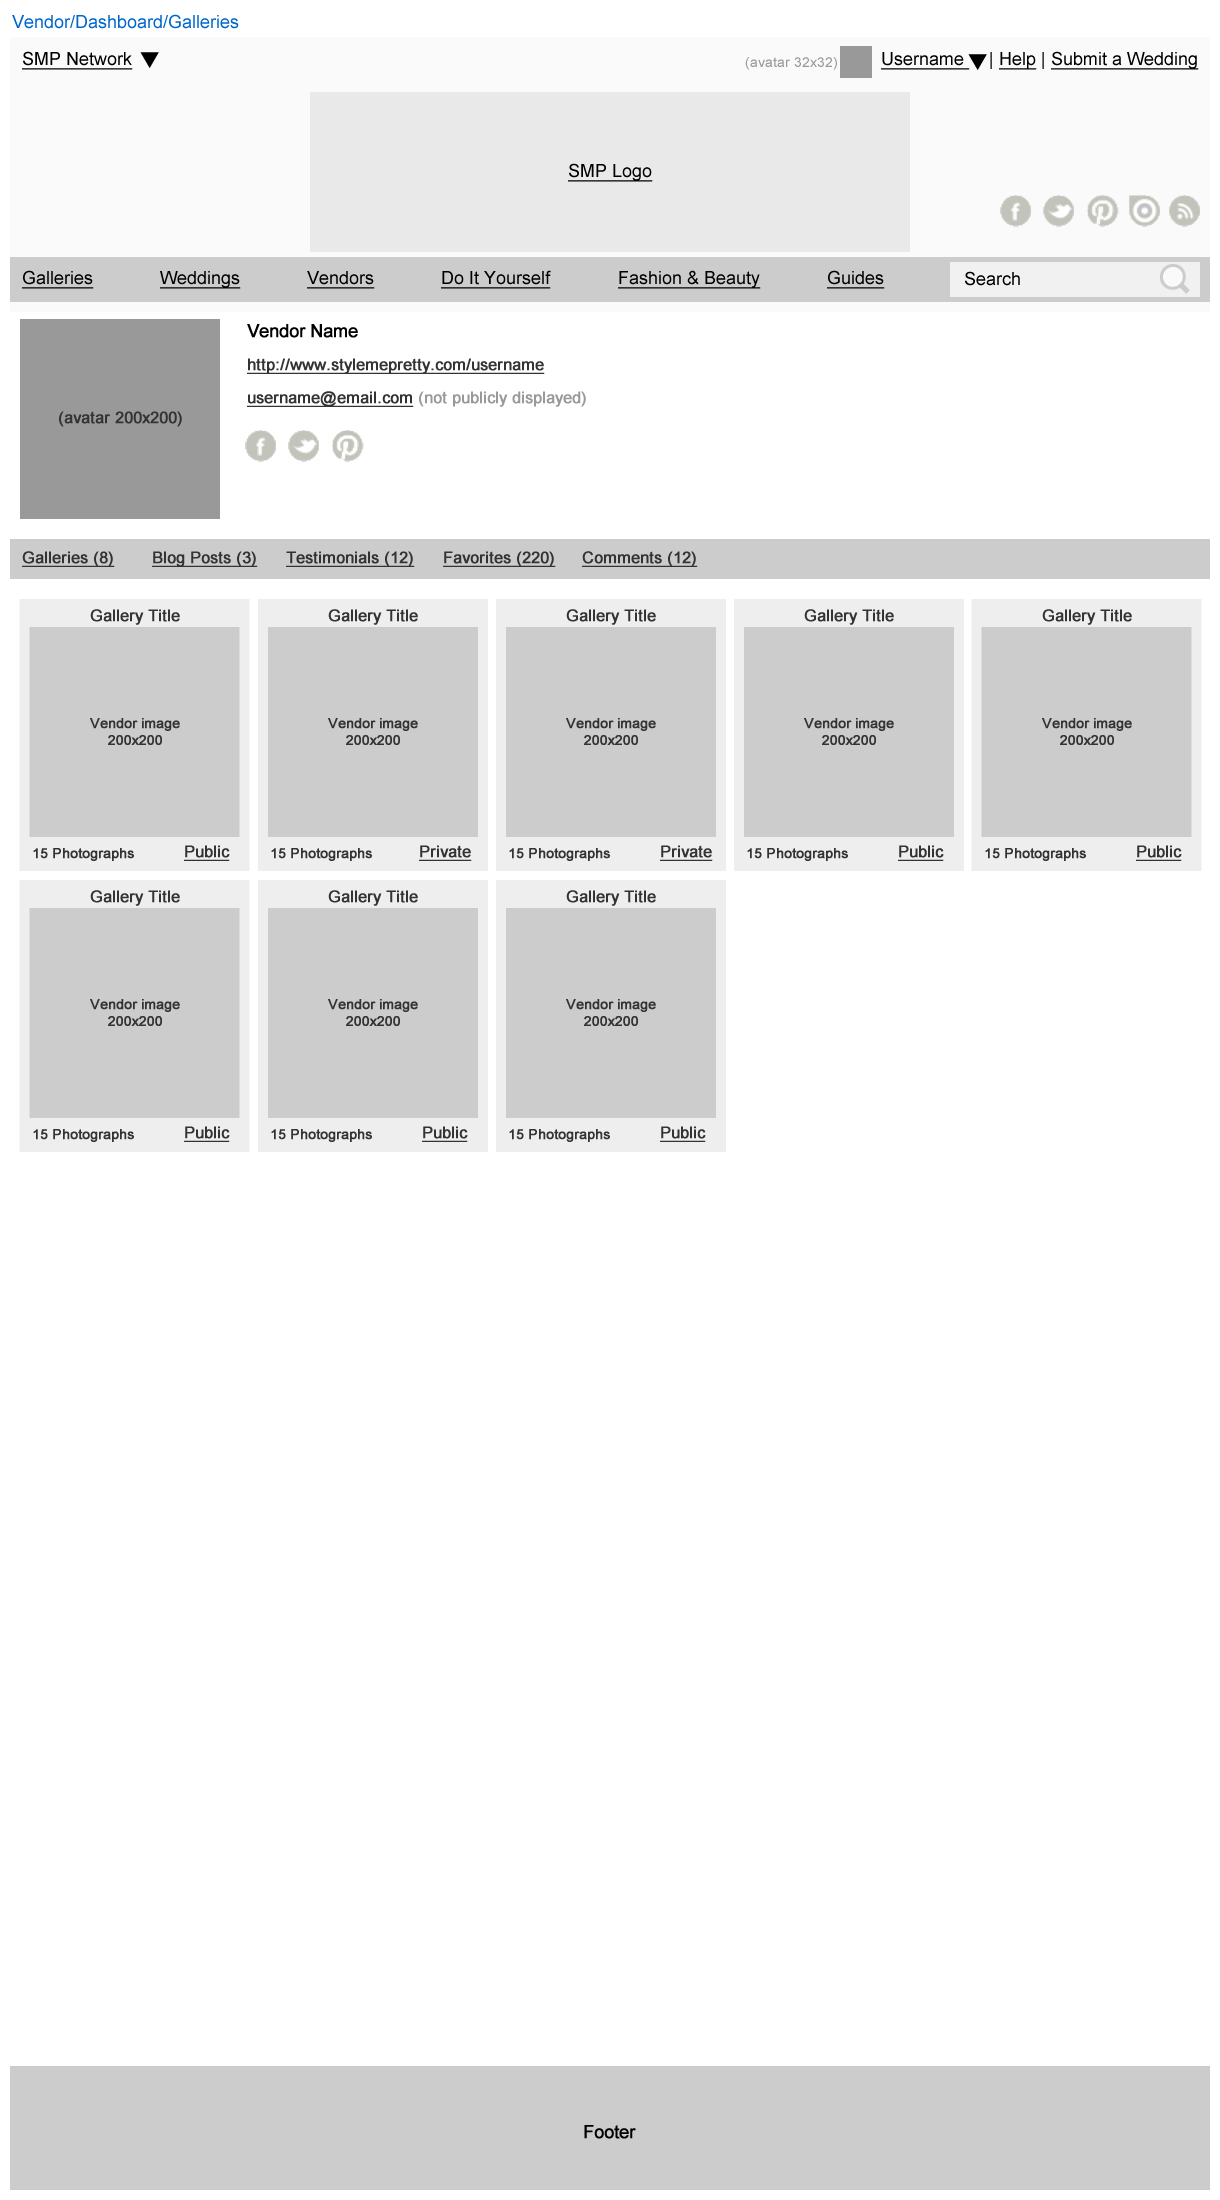 Vendor/Dashboard/Galleries
SMP Network (avatar 32x32) Username | Help | Submit a Wedding
SMP Logo
Galleries Weddings Vendors Do It Yourself Fashion & Beauty Guides Search
(avatar 200x200)
Vendor Name
http://www.stylemepretty.com/username
username@email.com (not publicly displayed)
Galleries (8) Blog Posts (3) Testimonials (12) Favorites (220) Comments (12)
Gallery Title Gallery Title Gallery Title Gallery Title Gallery Title
Vendor image Vendor image Vendor image Vendor image Vendor image
200x200 200x200 200x200 200x200 200x200
15 Photographs Public 15 Photographs Private 15 Photographs Private 15 Photographs Public 15 Photographs Public
Gallery Title Gallery Title Gallery Title
Vendor image Vendor image Vendor image
200x200 200x200 200x200
15 Photographs Public 15 Photographs Public 15 Photographs Public
Footer